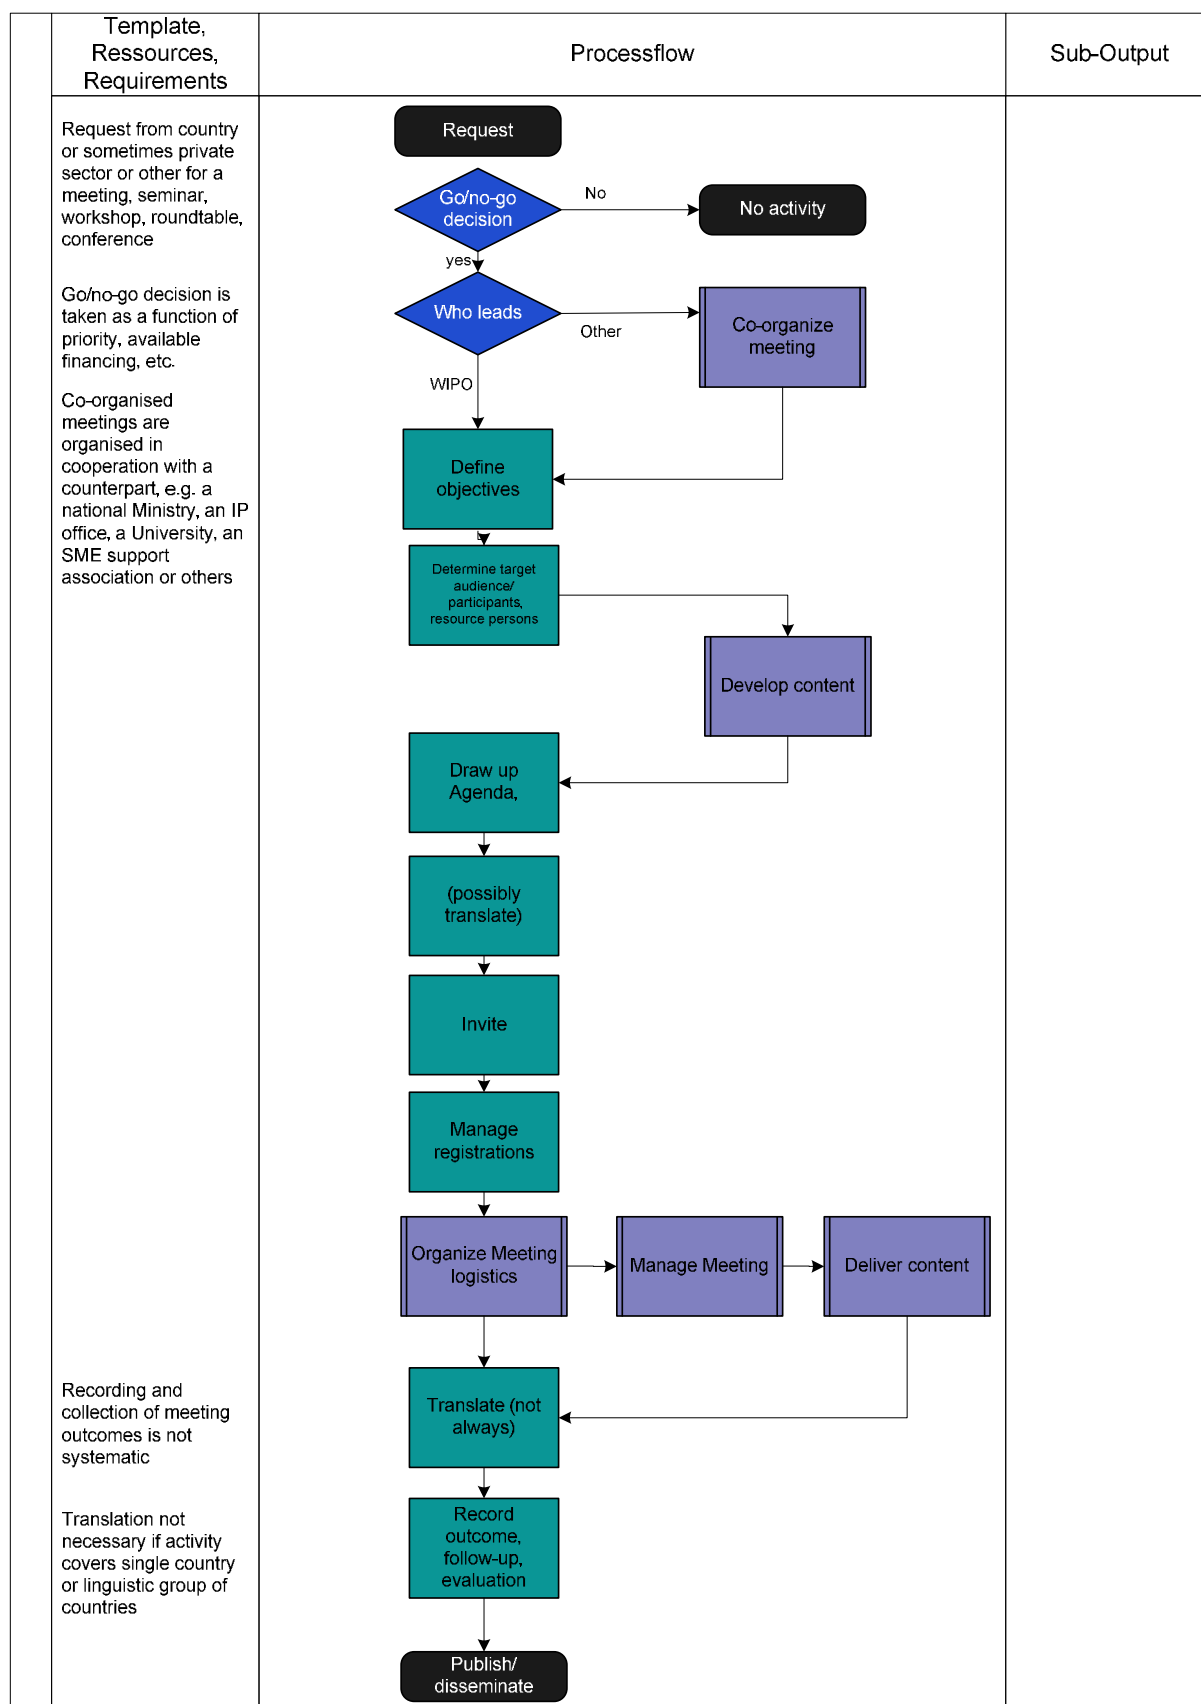 Template,
Ressources,
Requirements
Processflow
Sub-Output
Request from country
or sometimes private
sector or other for a
meeting, seminar,
workshop, roundtable,
conference
Go/no-go decision is
taken as a function of
priority, available
financing, etc.
Co-organised
meetings are
organised in
cooperation with a
counterpart, e.g. a
national Ministry, an IP
office, a University, an
SME support
association or others
Recording and
collection of meeting
outcomes is not
systematic
Translation not
necessary if activity
covers single country
or linguistic group of
countries
Request
Go/no-go
decision
No
No activity
yes
Who leads
Other
Co-organize
meeting
WIPO
Define
objectives
Determine target
audience/
participants,
resource persons
Develop content
Draw up
Agenda,
(possibly
translate)
Invite
Manage
registrations
Organize Meeting
logistics
Manage Meeting
Deliver content
Translate (not
always)
Record
outcome,
follow-up,
evaluation
Publish/
disseminate